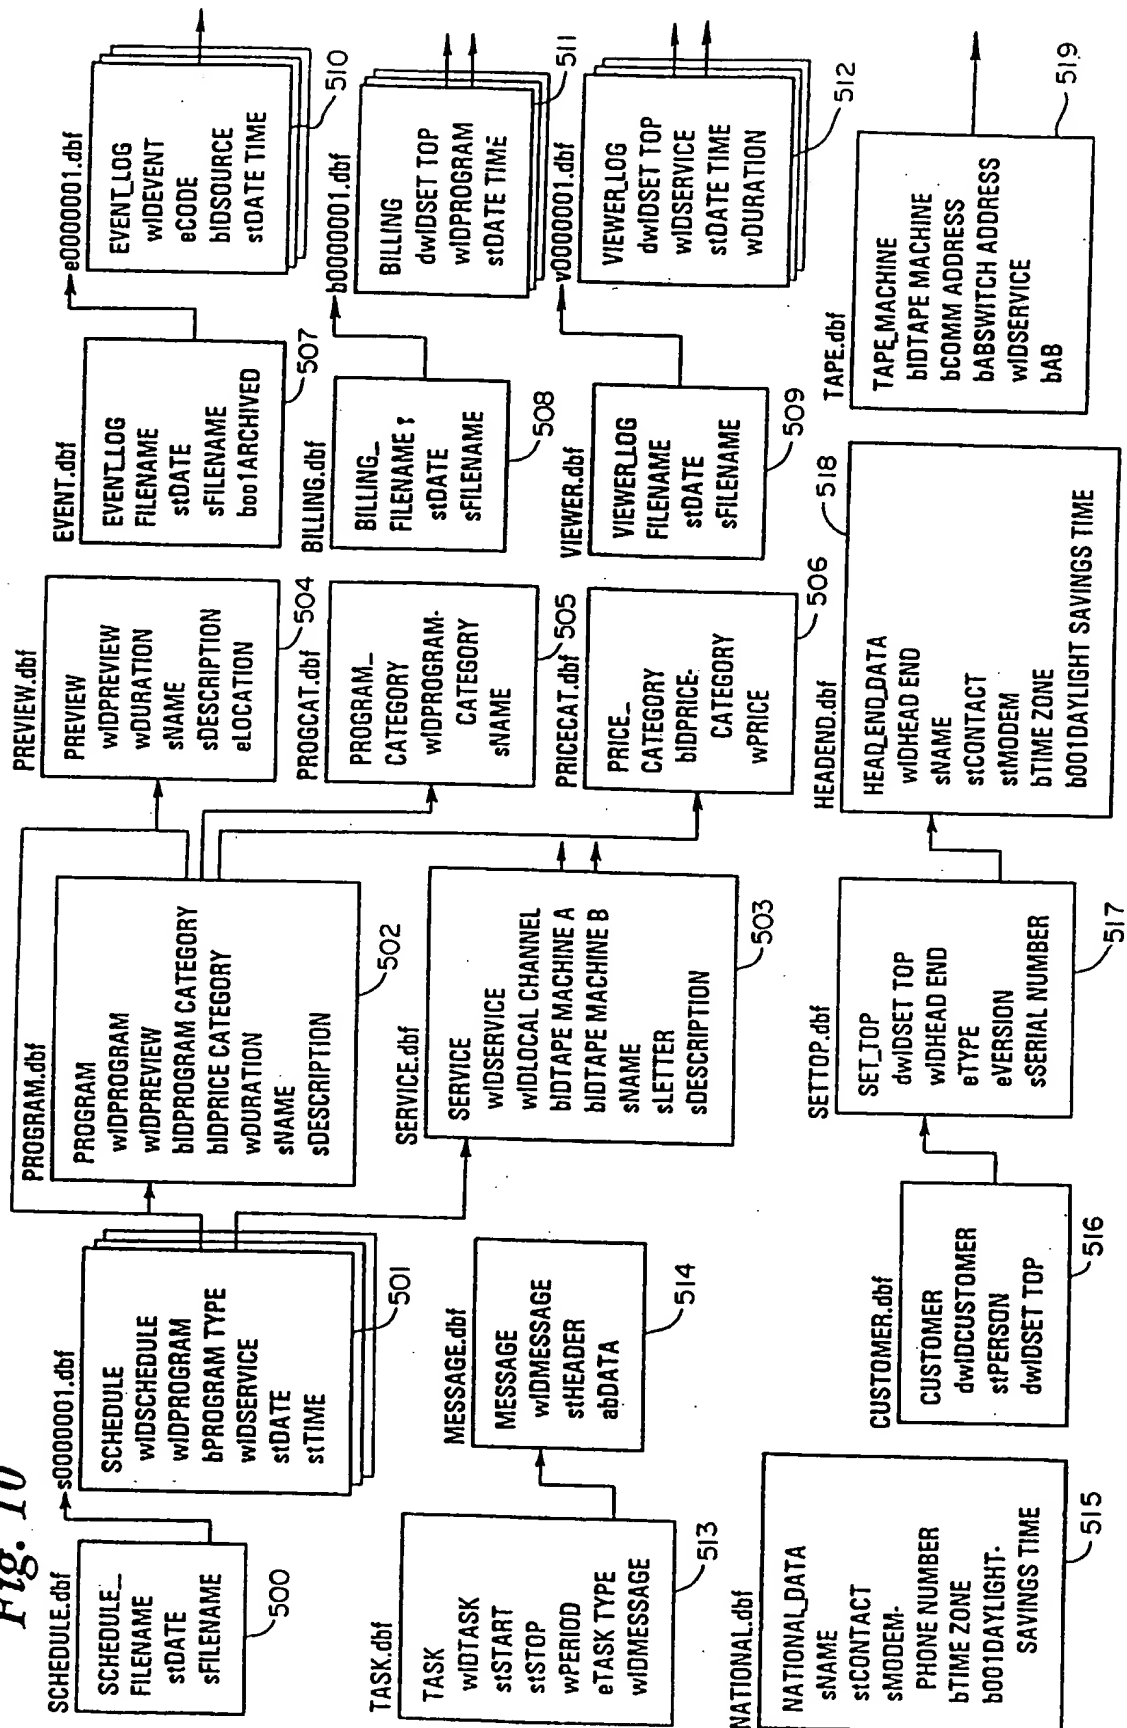 Fig. 10
SCHEDULE.dbf
SCHEDULE_
FILENAME
stDATE
sFILENAME
500
s0000001.dbf
SCHEDULE
wIDSCHEDULE
wIDPROGRAM
bPROGRAM TYPE
wIDSERVICE
stDATE
stTIME
501
PROGRAM.dbf
PROGRAM
wIDPROGRAM
wIDPREVIEW
bIDPROGRAM CATEGORY
bIDPRICE CATEGORY
wDURATION
sNAME
sDESCRIPTION
502
SERVICE.dbf
SERVICE
wIDSERVICE
wIDLOCAL CHANNEL
bIDTAPE MACHINE A
bIDTAPE MACHINE B
sNAME
sLETTER
sDESCRIPTION
503
PREVIEW.dbf
PREVIEW
wIDPREVIEW
wDURATION
sNAME
sDESCRIPTION
eLOCATION
504
PROGCAT.dbf
PROGRAM_
CATEGORY
wIDPROGRAM-
CATEGORY
sNAME
505
PRICECAT.dbf
PRICE_
CATEGORY
bIDPRICE-
CATEGORY
wPRICE
506
EVENT.dbf
EVENT_LOG
FILENAME
stDATE
sFILENAME
boo1ARCHIVED
507
BILLING.dbf
BILLING_
FILENAME
stDATE
sFILENAME
508
VIEWER.dbf
VIEWER_LOG
FILENAME
stDATE
sFILENAME
509
e0000001.dbf
EVENT_LOG
wIDEVENT
eCODE
bIDSOURCE
stDATE TIME
510
b0000001.dbf
BILLING
dwIDSET TOP
wIDPROGRAM
stDATE TIME
511
v0000001.dbf
VIEWER_LOG
dwIDSET TOP
wIDSERVICE
stDATE TIME
wDURATION
512
TASK.dbf
TASK
wIDTASK
stSTART
stSTOP
wPERIOD
eTASK TYPE
wIDMESSAGE
513
MESSAGE.dbf
MESSAGE
wIDMESSAGE
stHEADER
abDATA
514
NATIONAL.dbf
NATIONAL_DATA
sNAME
stCONTACT
sMODEM-
PHONE NUMBER
bTIME ZONE
b001DAYLIGHT-
SAVINGS TIME
515
CUSTOMER.dbf
CUSTOMER
dwIDCUSTOMER
stPERSON
dwIDSET TOP
516
SETTOP.dbf
SET_TOP
dwIDSET TOP
wIDHEAD END
eTYPE
eVERSION
sSERIAL NUMBER
517
HEADEND.dbf
HEAD_END_DATA
wIDHEAD END
sNAME
stCONTACT
stMODEM
bTIME ZONE
b001DAYLIGHT SAVINGS TIME
518
TAPE.dbf
TAPE_MACHINE
bIDTAPE MACHINE
bCOMM ADDRESS
bABSWITCH ADDRESS
wIDSERVICE
bAB
519